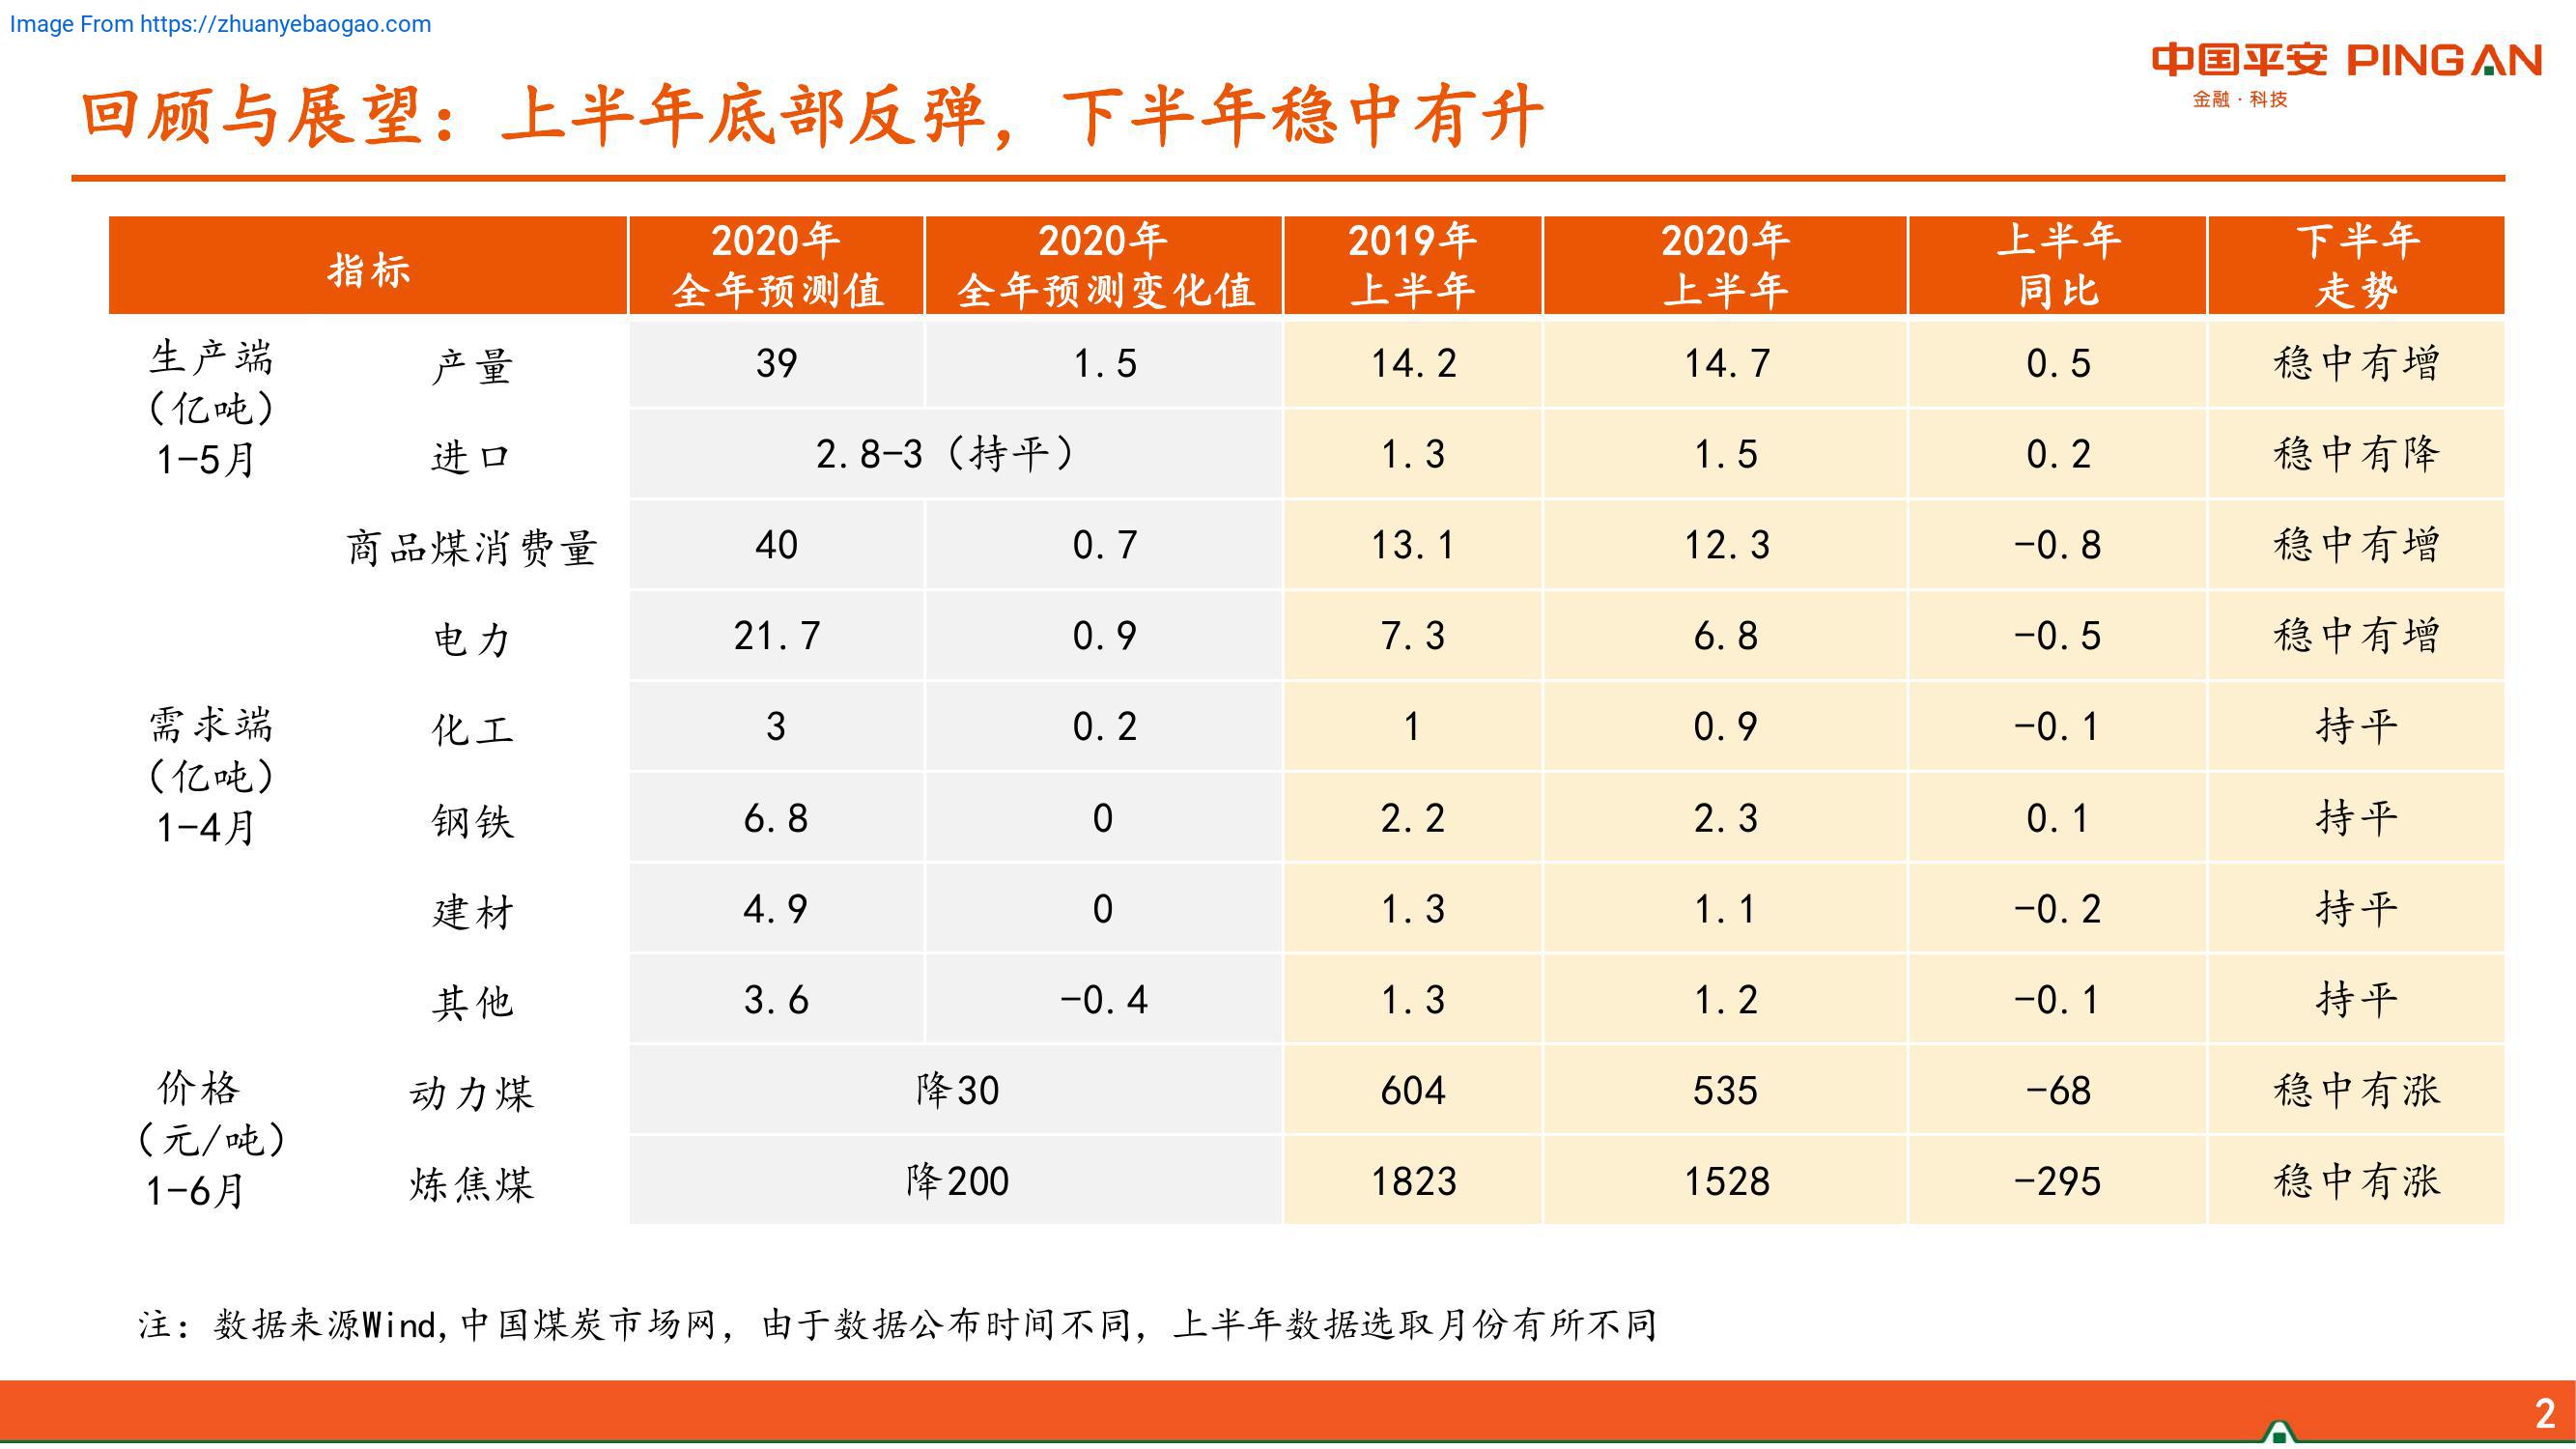 Image From https://zhuanyebaogao.com
中国平安 PINGAN
金融·科技
回顾与展望：上半年底部反弹，下半年稳中有升
指标 2020年全年预测值 2020年全年预测变化值 2019年上半年 2020年上半年 上半年同比 下半年走势
生产端（亿吨）1-5月
产量 39 1.5 14.2 14.7 0.5 稳中有增
进口 2.8-3（持平） 1.3 1.5 0.2 稳中有降
需求端（亿吨）1-4月
商品煤消费量 40 0.7 13.1 12.3 -0.8 稳中有增
电力 21.7 0.9 7.3 6.8 -0.5 稳中有增
化工 3 0.2 1 0.9 -0.1 持平
钢铁 6.8 0 2.2 2.3 0.1 持平
建材 4.9 0 1.3 1.1 -0.2 持平
其他 3.6 -0.4 1.3 1.2 -0.1 持平
价格（元/吨）1-6月
动力煤 降30 604 535 -68 稳中有涨
炼焦煤 降200 1823 1528 -295 稳中有涨
注：数据来源Wind,中国煤炭市场网，由于数据公布时间不同，上半年数据选取月份有所不同
2